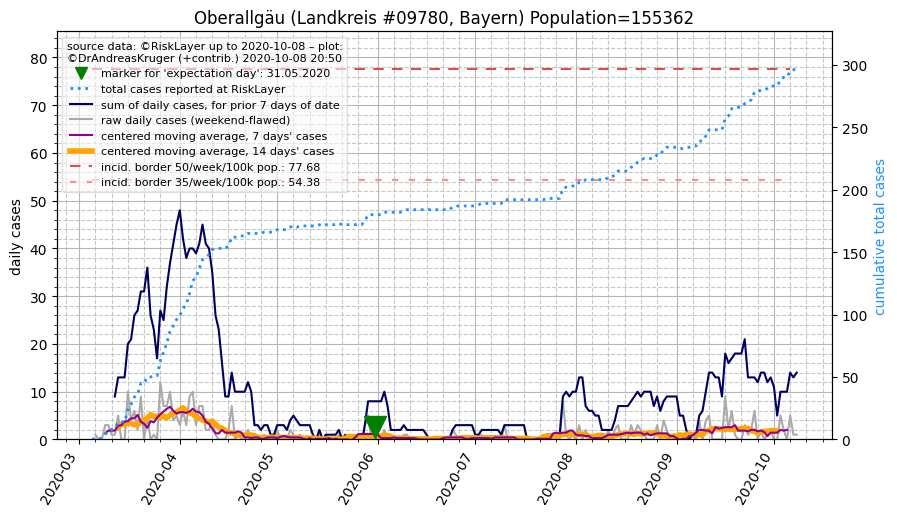 Oberallgäu (Landkreis #09780, Bayern) Population=155362
source data: ©RiskLayer up to 2020-10-08 – plot:
©DrAndreasKruger (+contrib.) 2020-10-08 20:50
marker for 'expectation day': 31.05.2020
total cases reported at RiskLayer
sum of daily cases, for prior 7 days of date
raw daily cases (weekend-flawed)
centered moving average, 7 days' cases
centered moving average, 14 days' cases
incid. border 50/week/100k pop.: 77.68
incid. border 35/week/100k pop.: 54.38
daily cases
80
70
60
50
40
30
20
10
0
300
250
200
150
100
50
0
cumulative total cases
2020-03
2020-04
2020-05
2020-06
2020-07
2020-08
2020-09
2020-10